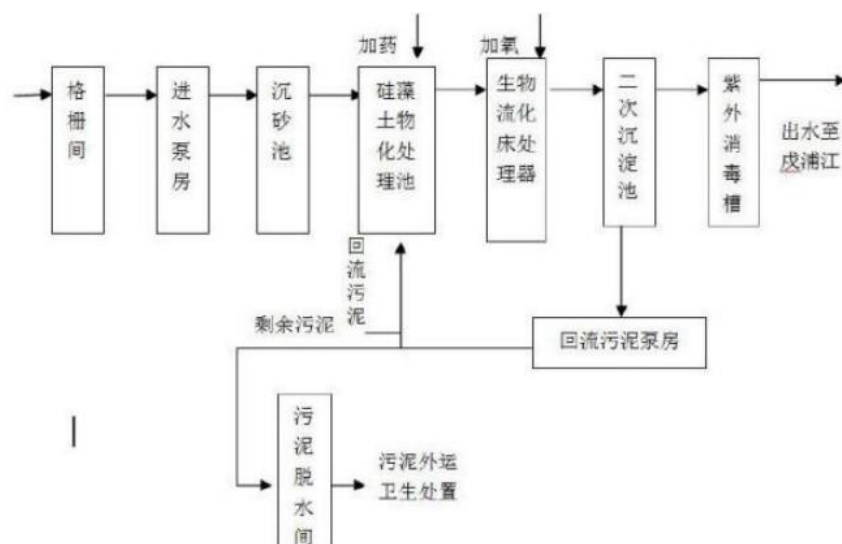 加药
加氧
格
栅
间
进
水
泵
房
沉
砂
池
硅藻
土物
化处
理池
生物
流化
床处
理器
二
次
沉
淀
池
紫
外
消
毒
槽
出水至
戍浦江
回
流
污
泥
剩余污泥
回流污泥泵房
污
泥
脱
水
间
污泥外运
卫生处置